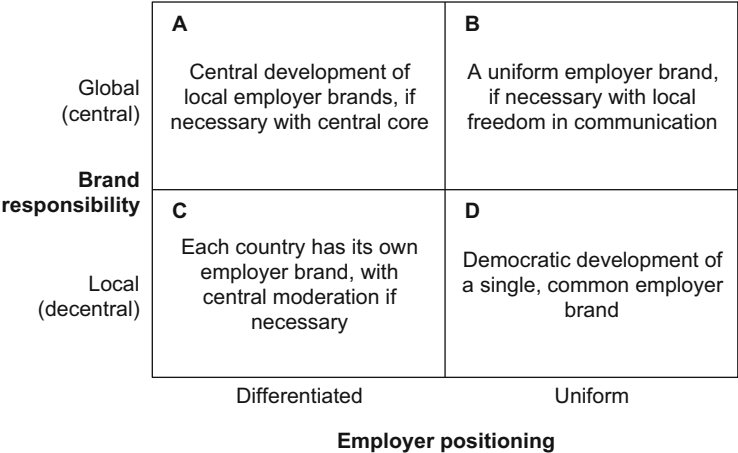 A
Central development of
local employer brands, if
necessary with central core
B
A uniform employer brand,
if necessary with local
freedom in communication
Global
(central)
Brand
responsibility
C
Each country has its own
employer brand, with
central moderation if
necessary
D
Democratic development of
a single, common employer
brand
Local
(decentral)
Differentiated
Uniform
Employer positioning